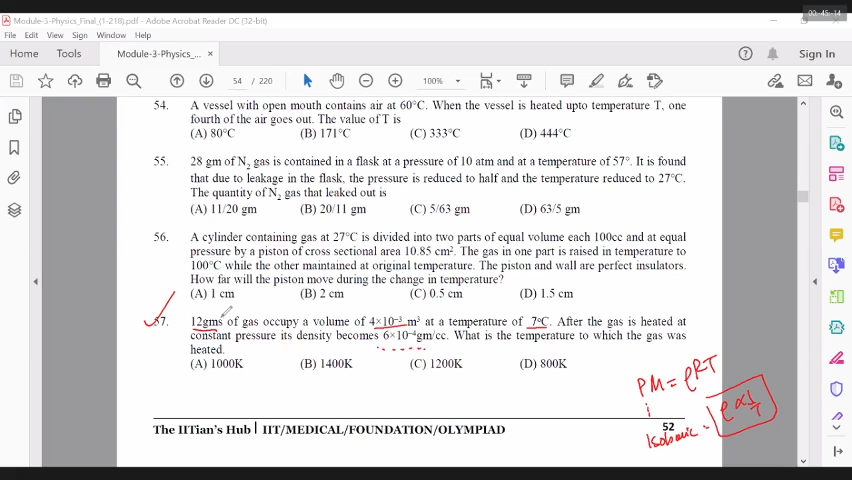 00:45:14
Module-3-Physics_Final_(1-218).pdf - Adobe Acrobat Reader DC (32-bit)
File Edit View Sign Window Help
Home Tools Module-3-Physics_... × Sign In
54 / 220 100%
54. A vessel with open mouth contains air at 60°C. When the vessel is heated upto temperature T, one
fourth of the air goes out. The value of T is
(A) 80°C (B) 171°C (C) 333°C (D) 444°C
55. 28 gm of N₂ gas is contained in a flask at a pressure of 10 atm and at a temperature of 57°. It is found
that due to leakage in the flask, the pressure is reduced to half and the temperature reduced to 27°C.
The quantity of N₂ gas that leaked out is
(A) 11/20 gm (B) 20/11 gm (C) 5/63 gm (D) 63/5 gm
56. A cylinder containing gas at 27°C is divided into two parts of equal volume each 100cc and at equal
pressure by a piston of cross sectional area 10.85 cm². The gas in one part is raised in temperature to
100°C while the other maintained at original temperature. The piston and wall are perfect insulators.
How far will the piston move during the change in temperature?
(A) 1 cm (B) 2 cm (C) 0.5 cm (D) 1.5 cm
57. 12gms of gas occupy a volume of 4×10⁻³ m³ at a temperature of 7°C. After the gas is heated at
constant pressure its density becomes 6×10⁻⁴gm/cc. What is the temperature to which the gas was
heated.
(A) 1000K (B) 1400K (C) 1200K (D) 800K
PM = ρRT
Isobaric ρ ∝ 1/T
The IITian's Hub | IIT/MEDICAL/FOUNDATION/OLYMPIAD 52